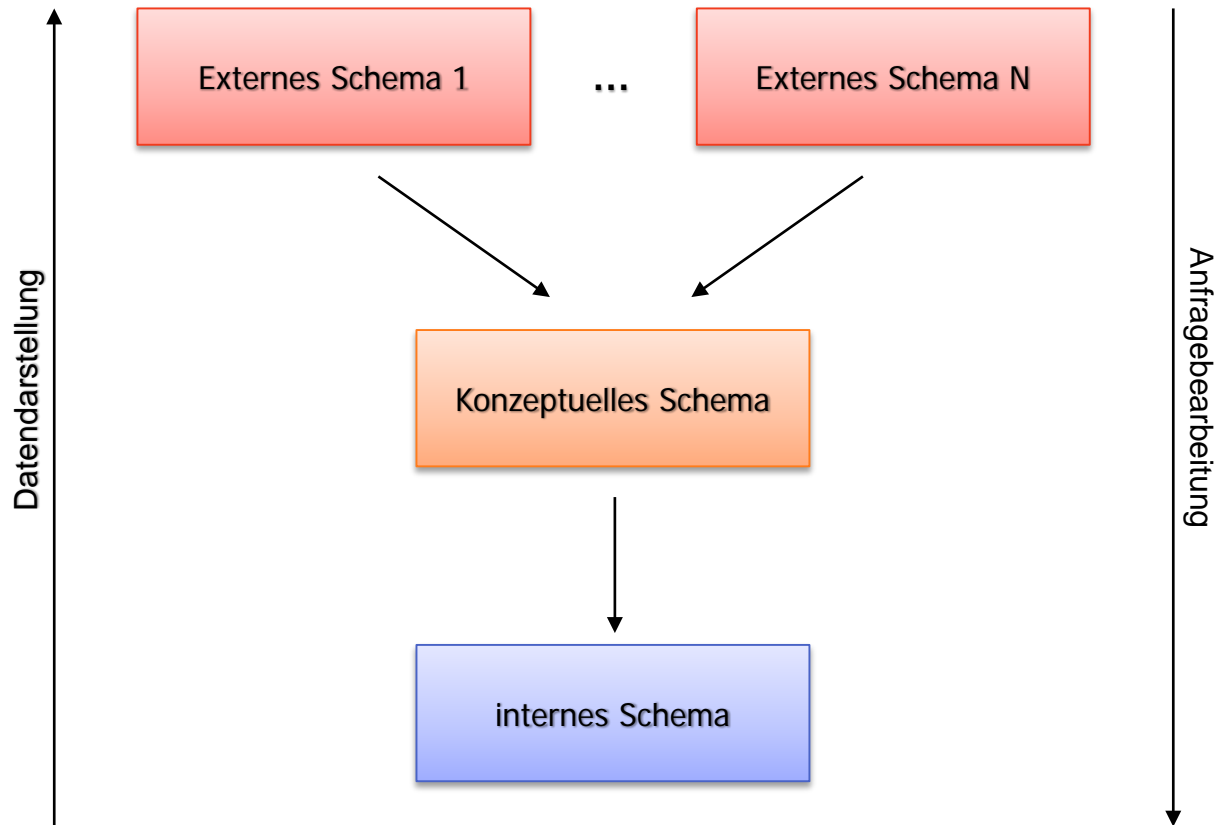 Externes Schema 1
...
Externes Schema N
Datendarstellung
Anfragebearbeitung
Konzeptuelles Schema
internes Schema